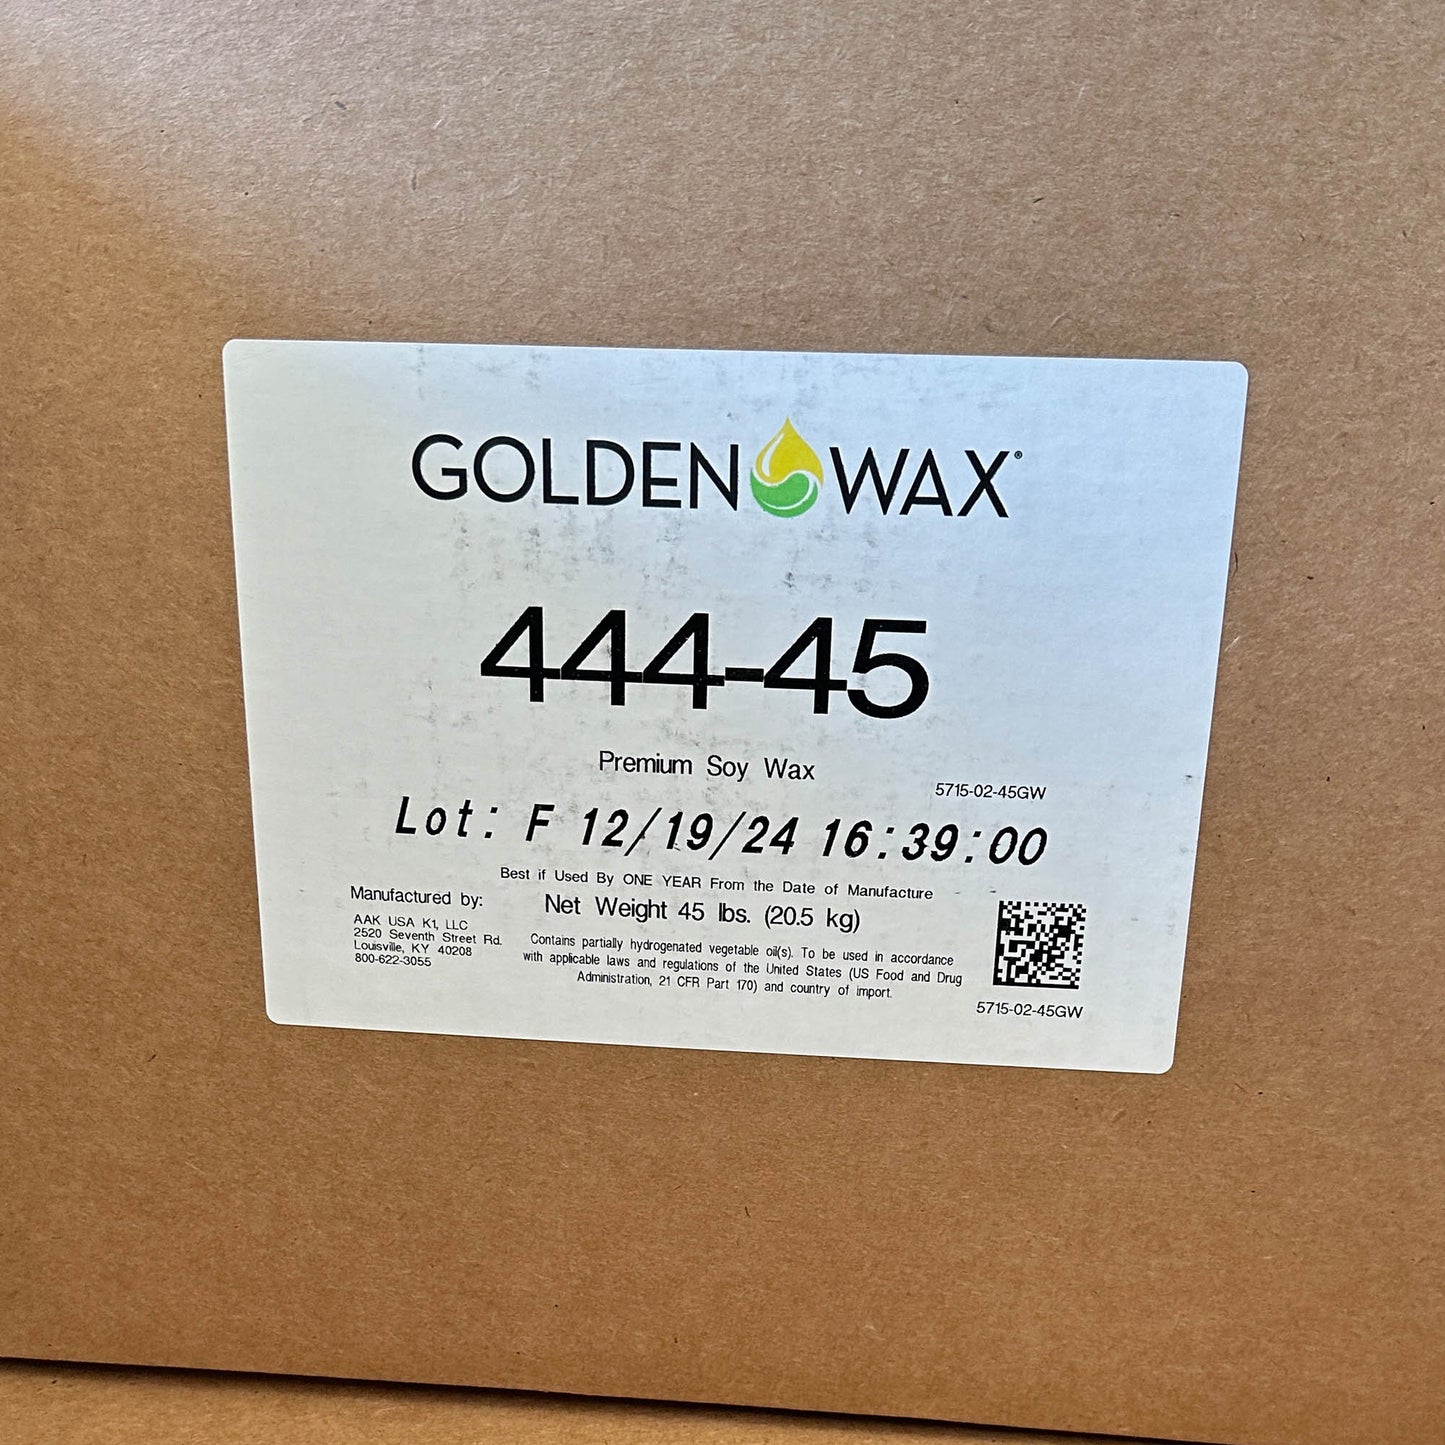 GOLDEN WAX®
444-45
Premium Soy Wax
5715-02-45GW
Lot: F 12/19/24 16:39:00
Best if Used By ONE YEAR From the Date of Manufacture
Manufactured by:
AAK USA K1, LLC
2520 Seventh Street Rd.
Louisville, KY 40208
800-622-3055
Net Weight 45 lbs. (20.5 kg)
Contains partially hydrogenated vegetable oil(s). To be used in accordance
with applicable laws and regulations of the United States (US Food and Drug
Administration, 21 CFR Part 170) and country of import.
5715-02-45GW